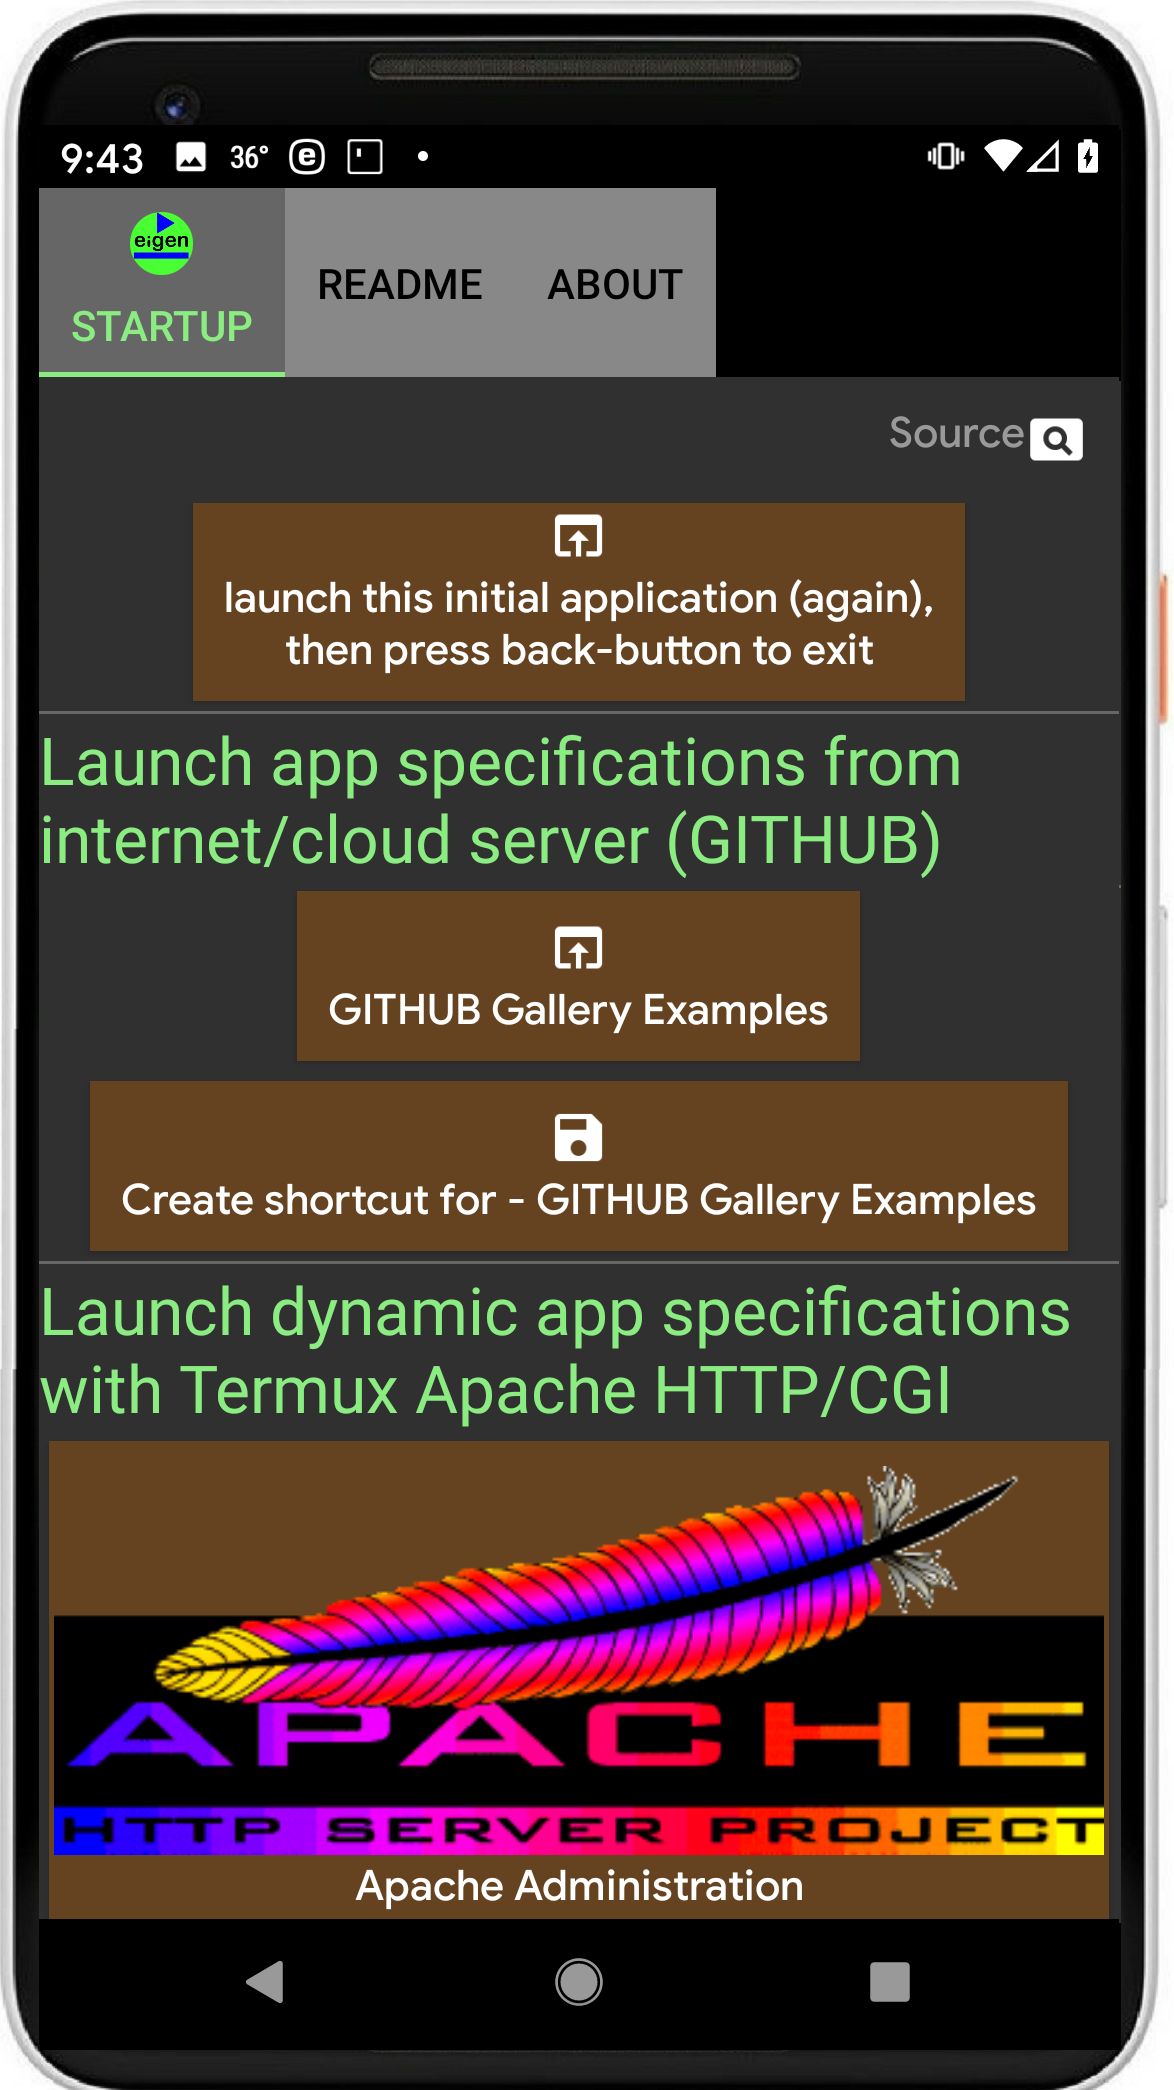 9:43 36°
eigen
STARTUP
README
ABOUT
Source
launch this initial application (again),
then press back-button to exit
Launch app specifications from
internet/cloud server (GITHUB)
GITHUB Gallery Examples
Create shortcut for - GITHUB Gallery Examples
Launch dynamic app specifications
with Termux Apache HTTP/CGI
APACHE
HTTP SERVER PROJECT
Apache Administration